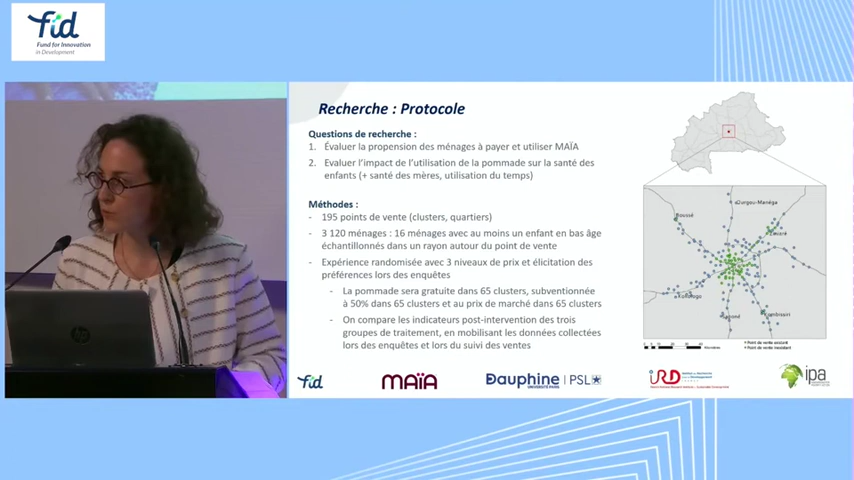 fid
Fund for Innovation
in Development
Recherche : Protocole
Questions de recherche :
1. Évaluer la propension des ménages à payer et utiliser MAÏA
2. Evaluer l'impact de l'utilisation de la pommade sur la santé des
enfants (+ santé des mères, utilisation du temps)
Méthodes :
- 195 points de vente (clusters, quartiers)
- 3 120 ménages : 16 ménages avec au moins un enfant en bas âge
échantillonnés dans un rayon autour du point de vente
- Expérience randomisée avec 3 niveaux de prix et élicitation des
préférences lors des enquêtes
- La pommade sera gratuite dans 65 clusters, subventionnée
à 50% dans 65 clusters et au prix de marché dans 65 clusters
- On compare les indicateurs post-intervention des trois
groupes de traitement, en mobilisant les données collectées
lors des enquêtes et lors du suivi des ventes
Boussé
hp
fid
MAÏA
Dauphine | PSL
UNIVERSITÉ PARIS
IRD
ipa